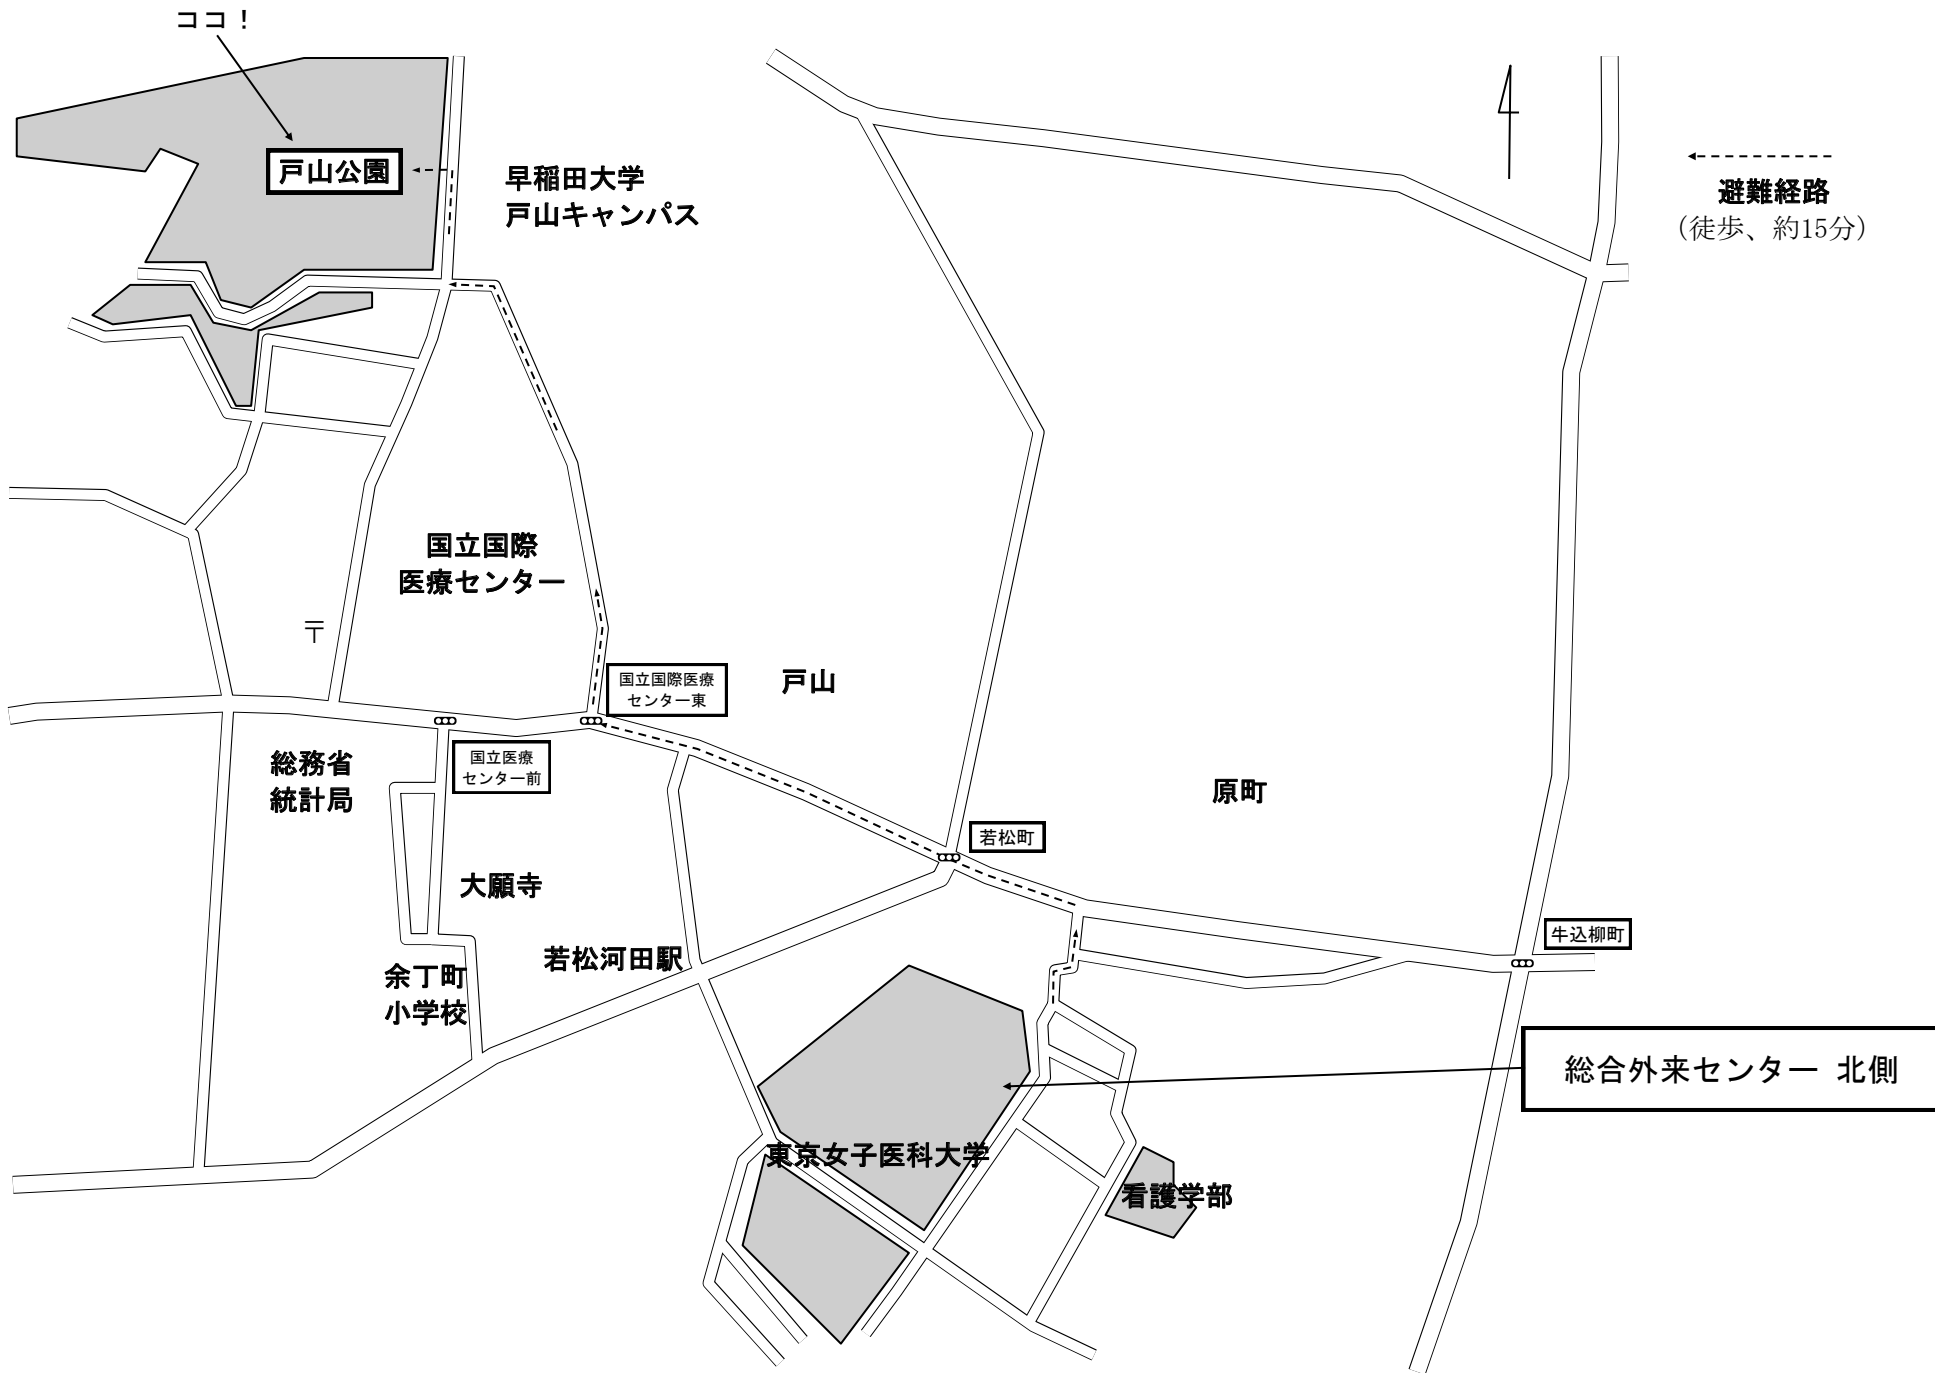 ココ！
戸山公園
早稲田大学
戸山キャンパス
避難経路
（徒歩、約15分）
国立国際
医療センター
〒
国立国際医療
センター東
戸山
国立医療
センター前
総務省
統計局
原町
若松町
大願寺
牛込柳町
若松河田駅
余丁町
小学校
総合外来センター 北側
東京女子医科大学
看護学部